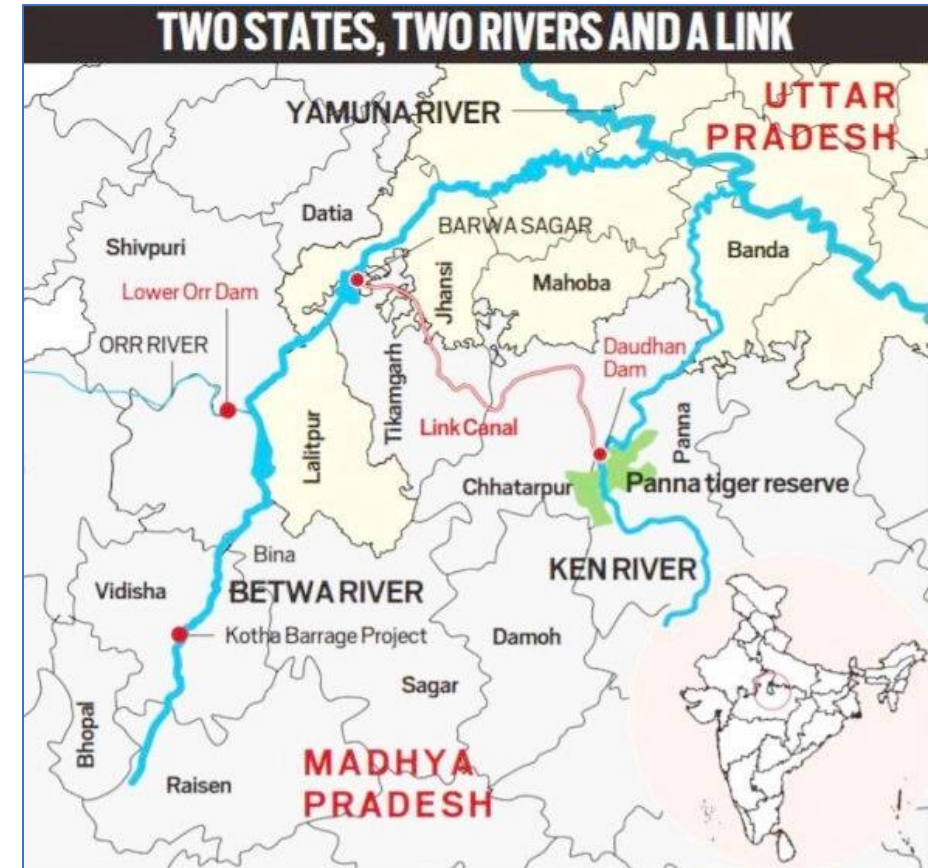 TWO STATES, TWO RIVERS AND A LINK
YAMUNA RIVER
UTTAR
PRADESH
Datia
BARWA SAGAR
Shivpuri
Banda
Jhansi
Mahoba
Lower Orr Dam
ORR RIVER
Daudhan
Dam
Tikamgarh
Link Canal
Panna
Lalitpur
Chhatarpur
Panna tiger reserve
Bina
KEN RIVER
Vidisha
BETWA RIVER
Kotha Barrage Project
Damoh
Sagar
Bhopal
MADHYA
PRADESH
Raisen